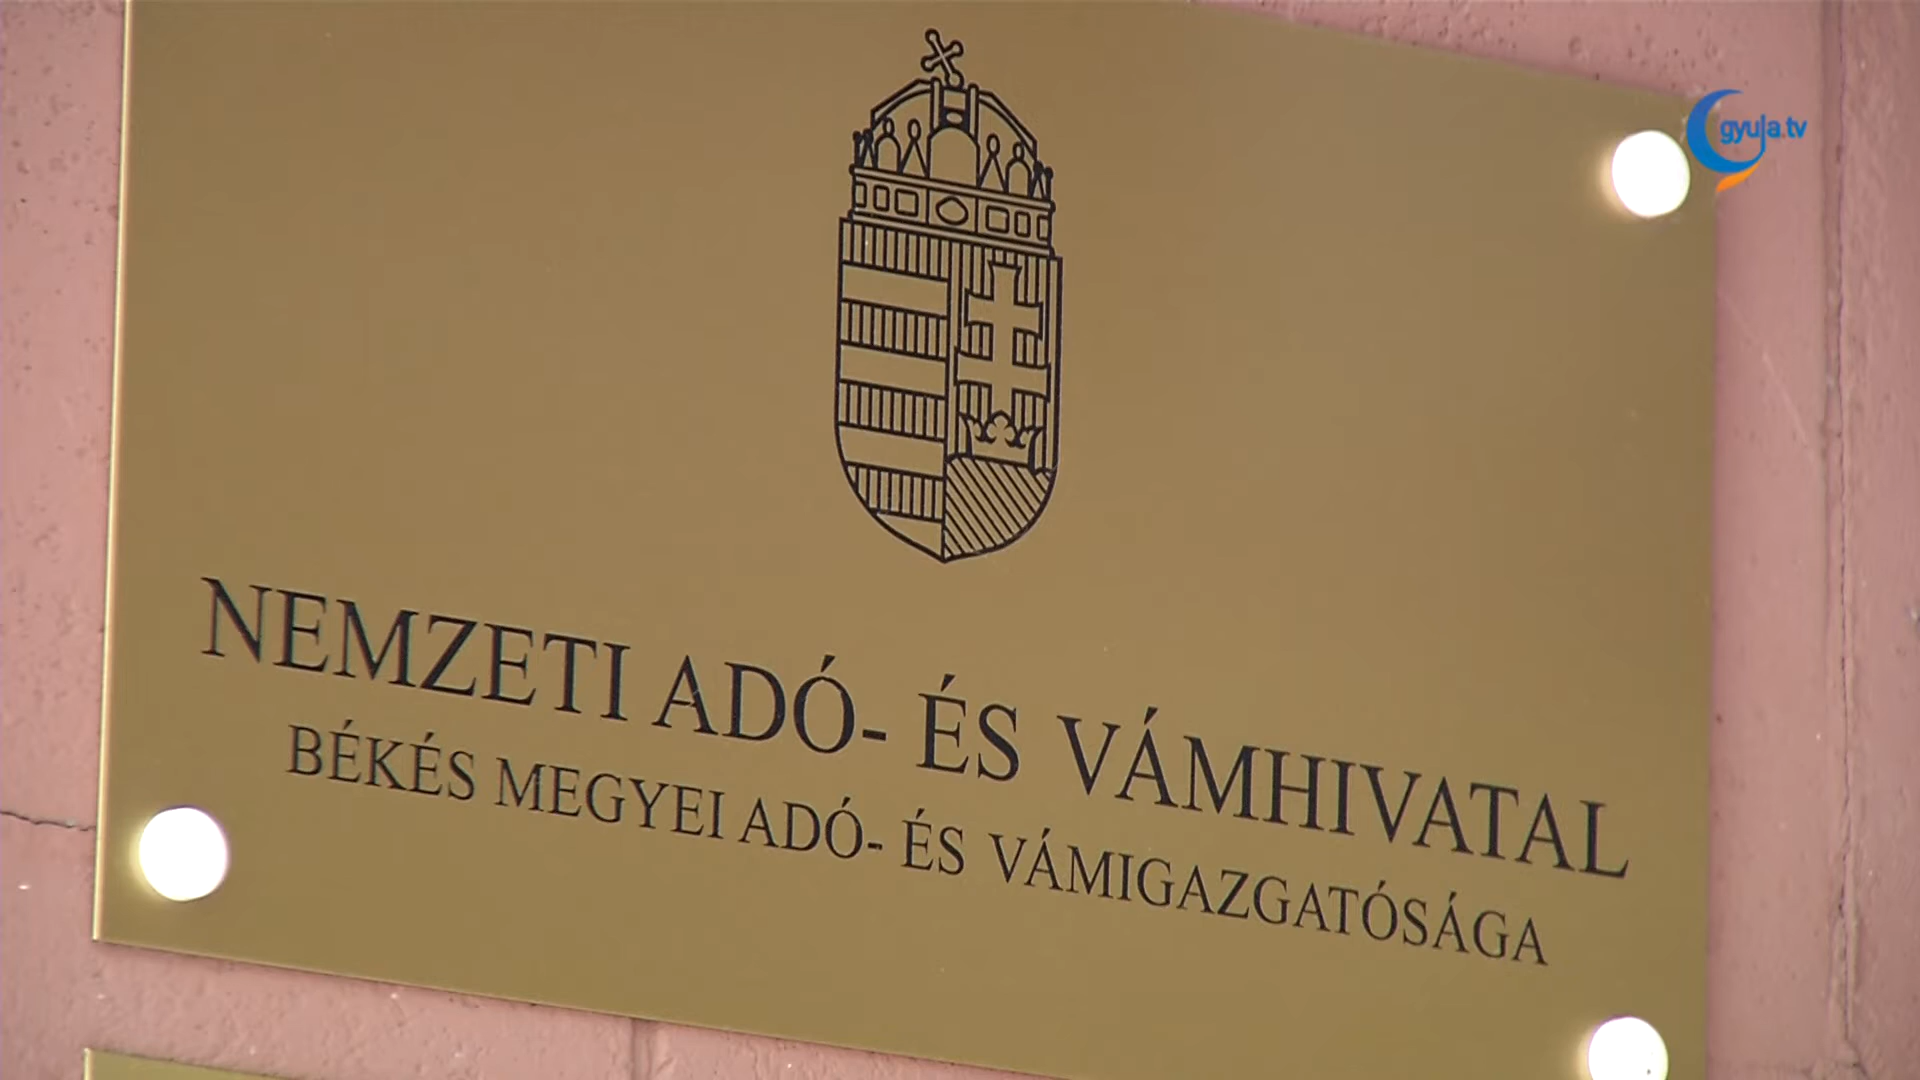 gyula.tv
NEMZETI ADÓ- ÉS VÁMHIVATAL
BÉKÉS MEGYEI ADÓ- ÉS VÁMIGAZGATÓSÁGA